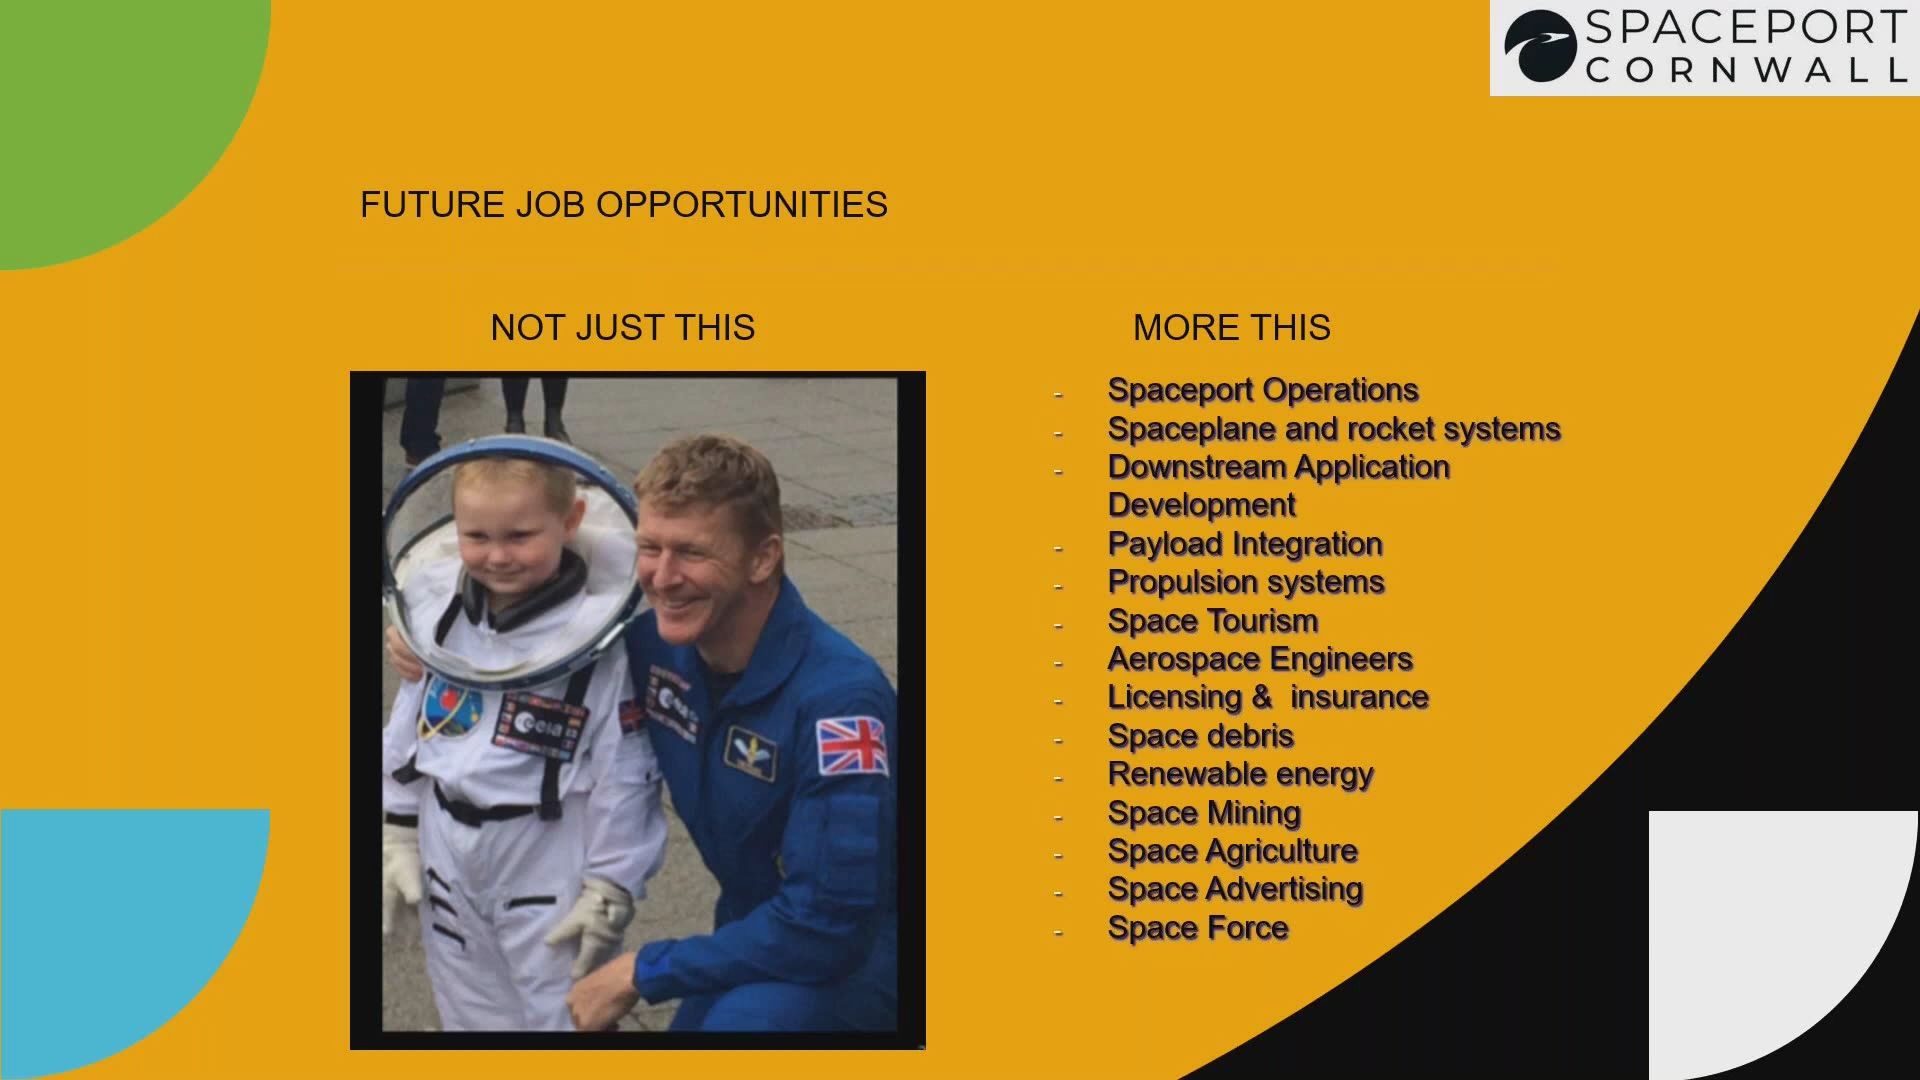 SPACEPORT
CORNWALL
FUTURE JOB OPPORTUNITIES
NOT JUST THIS
MORE THIS
- Spaceport Operations
- Spaceplane and rocket systems
- Downstream Application
Development
- Payload Integration
- Propulsion systems
- Space Tourism
- Aerospace Engineers
- Licensing & insurance
- Space debris
- Renewable energy
- Space Mining
- Space Agriculture
- Space Advertising
- Space Force
esa
esa